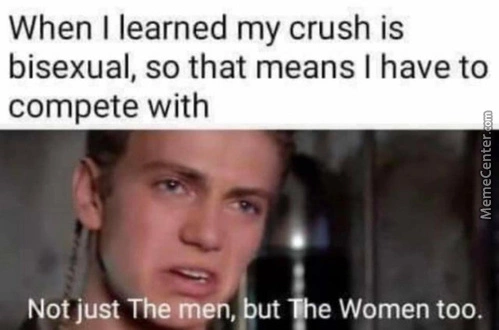 When I learned my crush is
bisexual, so that means I have to
compete with
MemeCenter.com
Not just The men, but The Women too.